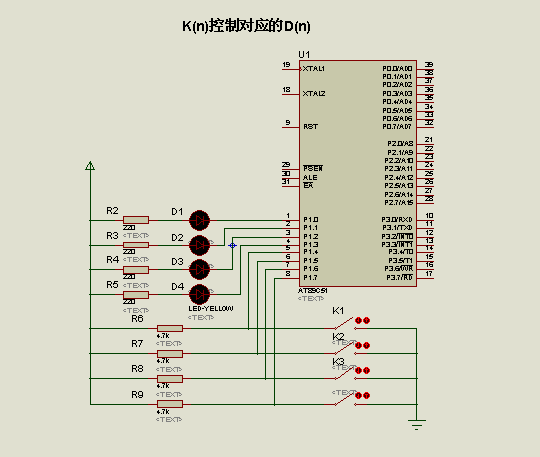 K(n)控制对应的D(n)
U1
19 XTAL1 P0.0/AD0 39
P0.1/AD1 38
P0.2/AD2 37
18 XTAL2 P0.3/AD3 36
P0.4/AD4 35
P0.5/AD5 34
P0.6/AD6 33
9 RST P0.7/AD7 32
P2.0/A8 21
P2.1/A9 22
P2.2/A10 23
29 PSEN P2.3/A11 24
30 ALE P2.4/A12 25
31 EA P2.5/A13 26
P2.6/A14 27
P2.7/A15 28
R2 D1 1 P1.0 P3.0/RXD 10
220 2 P1.1 P3.1/TXD 11
<TEXT>
R3 D2 3 P1.2 P3.2/INT0 12
220 4 P1.3 P3.3/INT1 13
<TEXT>
5 P1.4 P3.4/T0 14
R4 D3 6 P1.5 P3.5/T1 15
220 7 P1.6 P3.6/WR 16
<TEXT>
8 P1.7 P3.7/RD 17
R5 D4
AT89C51
<TEXT>
220 LED-YELLOW
<TEXT> <TEXT>
R6 K1
4.7k
<TEXT> <TEXT>
R7 K2
4.7k
<TEXT> <TEXT>
R8 K3
4.7k
<TEXT> <TEXT>
R9 <TEXT>
4.7k
<TEXT>